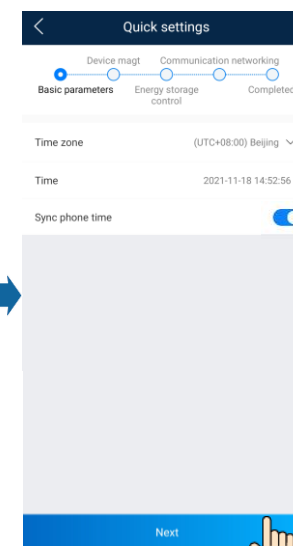 Quick settings
Device magt Communication networking
Basic parameters Energy storage control Completed
Time zone (UTC+08:00) Beijing
Time 2021-11-18 14:52:56
Sync phone time
Next